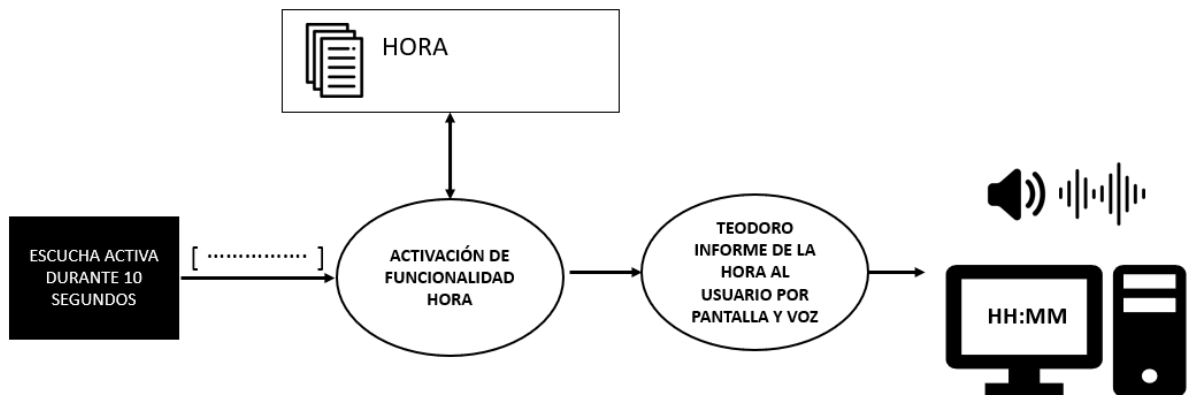 HORA
ESCUCHA ACTIVA
DURANTE 10
SEGUNDOS
[ ................ ]
ACTIVACIÓN DE
FUNCIONALIDAD
HORA
TEODORO
INFORME DE LA
HORA AL
USUARIO POR
PANTALLA Y VOZ
HH:MM